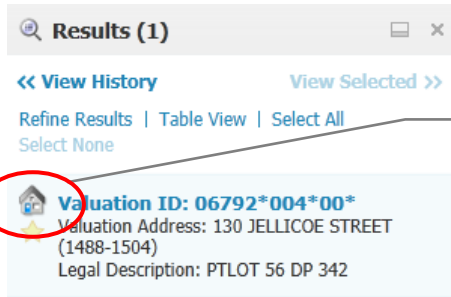 Results (1)
<< View History View Selected >>
Refine Results | Table View | Select All
Select None
Valuation ID: 06792*004*00*
Valuation Address: 130 JELLICOE STREET
(1488-1504)
Legal Description: PTLOT 56 DP 342